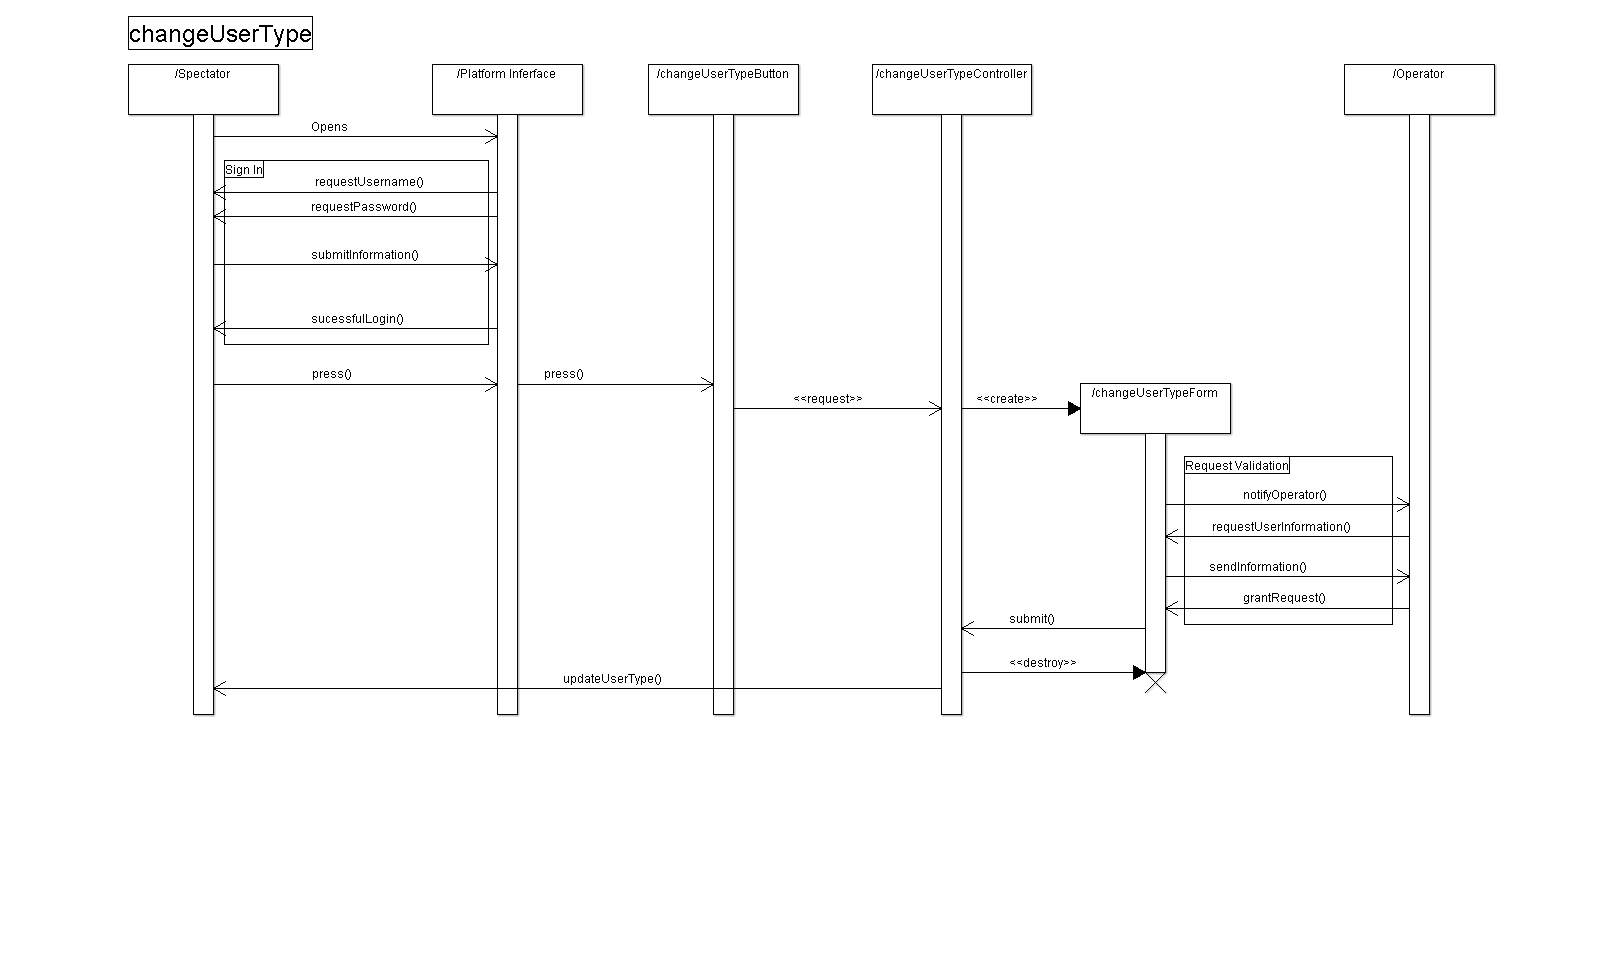 changeUserType
/Spectator
/Platform Inferface
/changeUserTypeButton
/changeUserTypeController
/Operator
Opens
Sign In
requestUsername()
requestPassword()
submitInformation()
sucessfulLogin()
press()
press()
<<request>>
<<create>>
/changeUserTypeForm
Request Validation
notifyOperator()
requestUserInformation()
sendInformation()
grantRequest()
submit()
<<destroy>>
updateUserType()